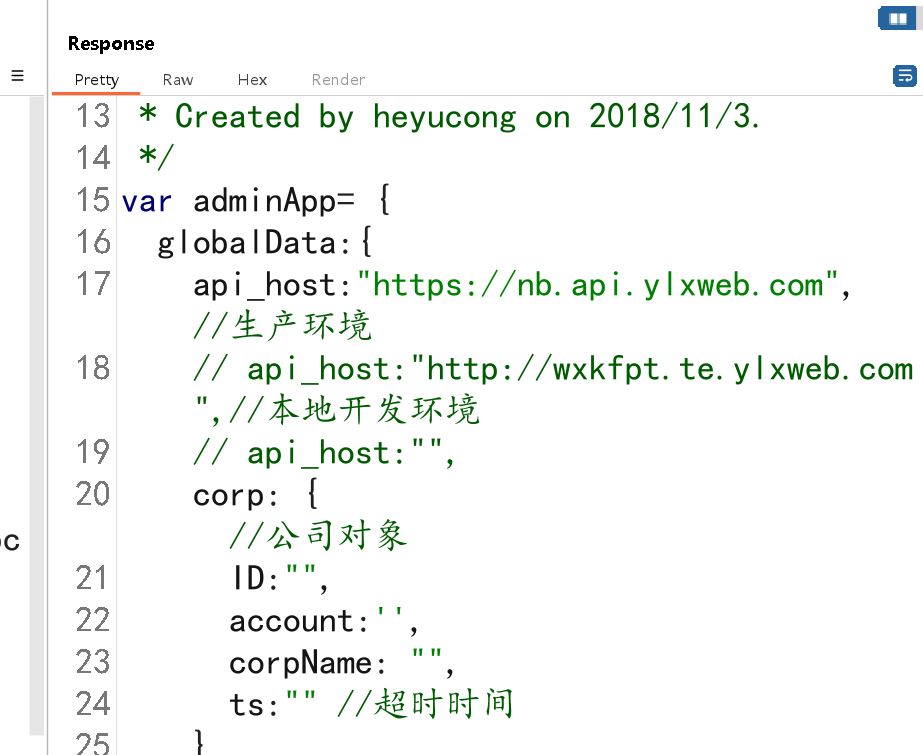 Response
Pretty Raw Hex Render
13 * Created by heyucong on 2018/11/3.
14 */
15 var adminApp= {
16 globalData:{
17 api_host:"https://nb.api.ylxweb.com",
//生产环境
18 // api_host:"http://wxkfpt.te.ylxweb.com
",//本地开发环境
19 // api_host:"",
20 corp: {
//公司对象
21 ID:"",
22 account:'',
23 corpName: "",
24 ts:"" //超时时间
25 }